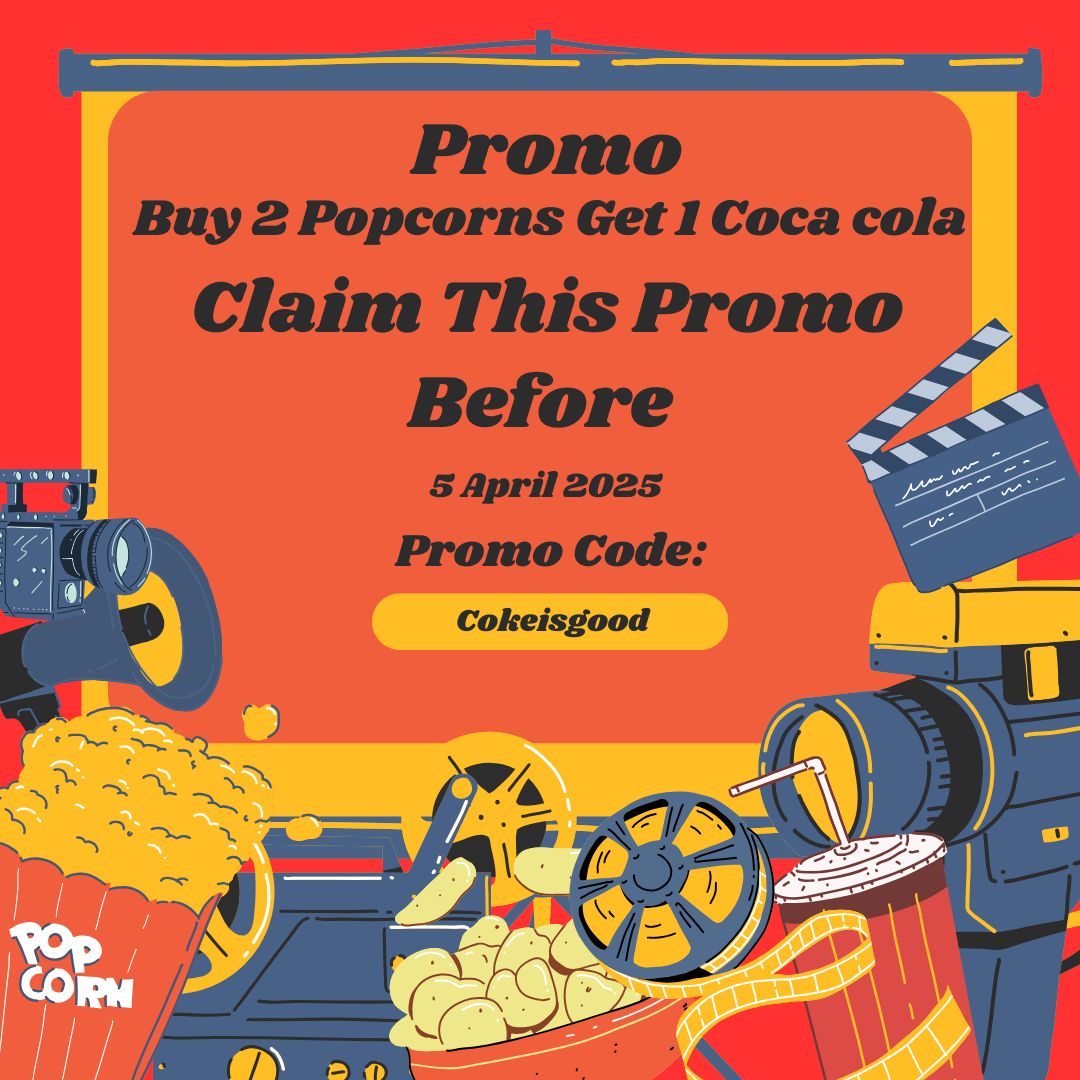 Promo
Buy 2 Popcorns Get 1 Coca cola
Claim This Promo
Before
5 April 2025
Promo Code:
Cokeisgood
POP
CORN